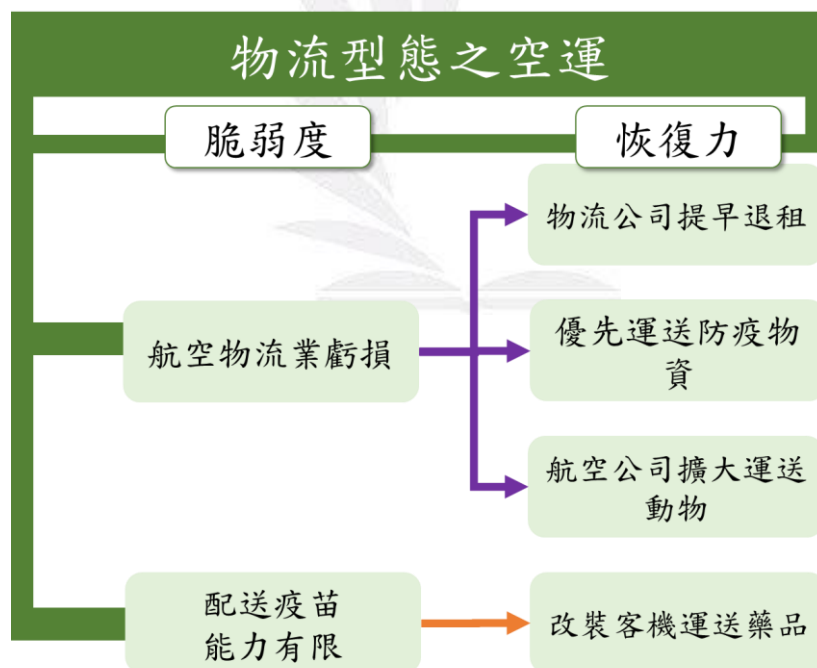 物流型態之空運
脆弱度
恢復力
物流公司提早退租
航空物流業虧損
優先運送防疫物
資
航空公司擴大運送
動物
配送疫苗
能力有限
改裝客機運送藥品